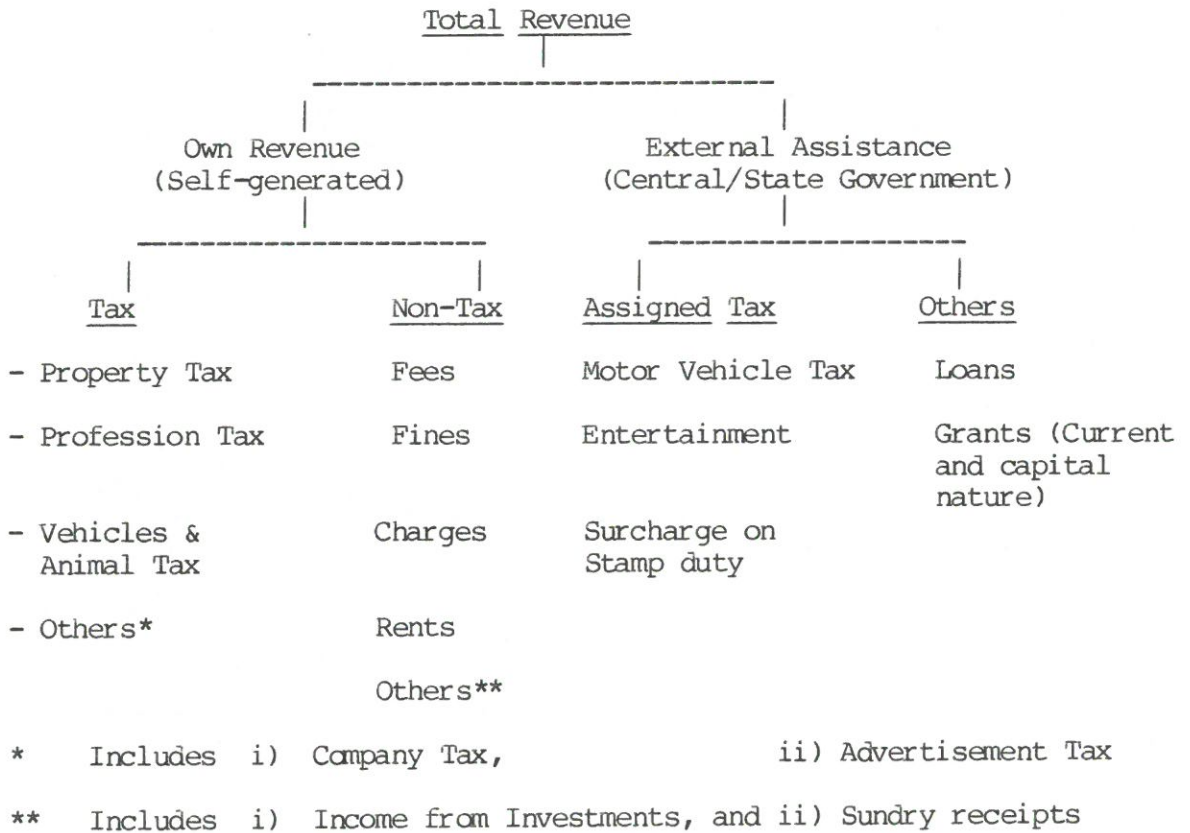 Total Revenue
Own Revenue External Assistance
(Self-generated) (Central/State Government)
Tax Non-Tax Assigned Tax Others
- Property Tax Fees Motor Vehicle Tax Loans
- Profession Tax Fines Entertainment Grants (Current
and capital
nature)
- Vehicles & Charges Surcharge on
Animal Tax Stamp duty
- Others* Rents
Others**
* Includes i) Company Tax, ii) Advertisement Tax
** Includes i) Income from Investments, and ii) Sundry receipts